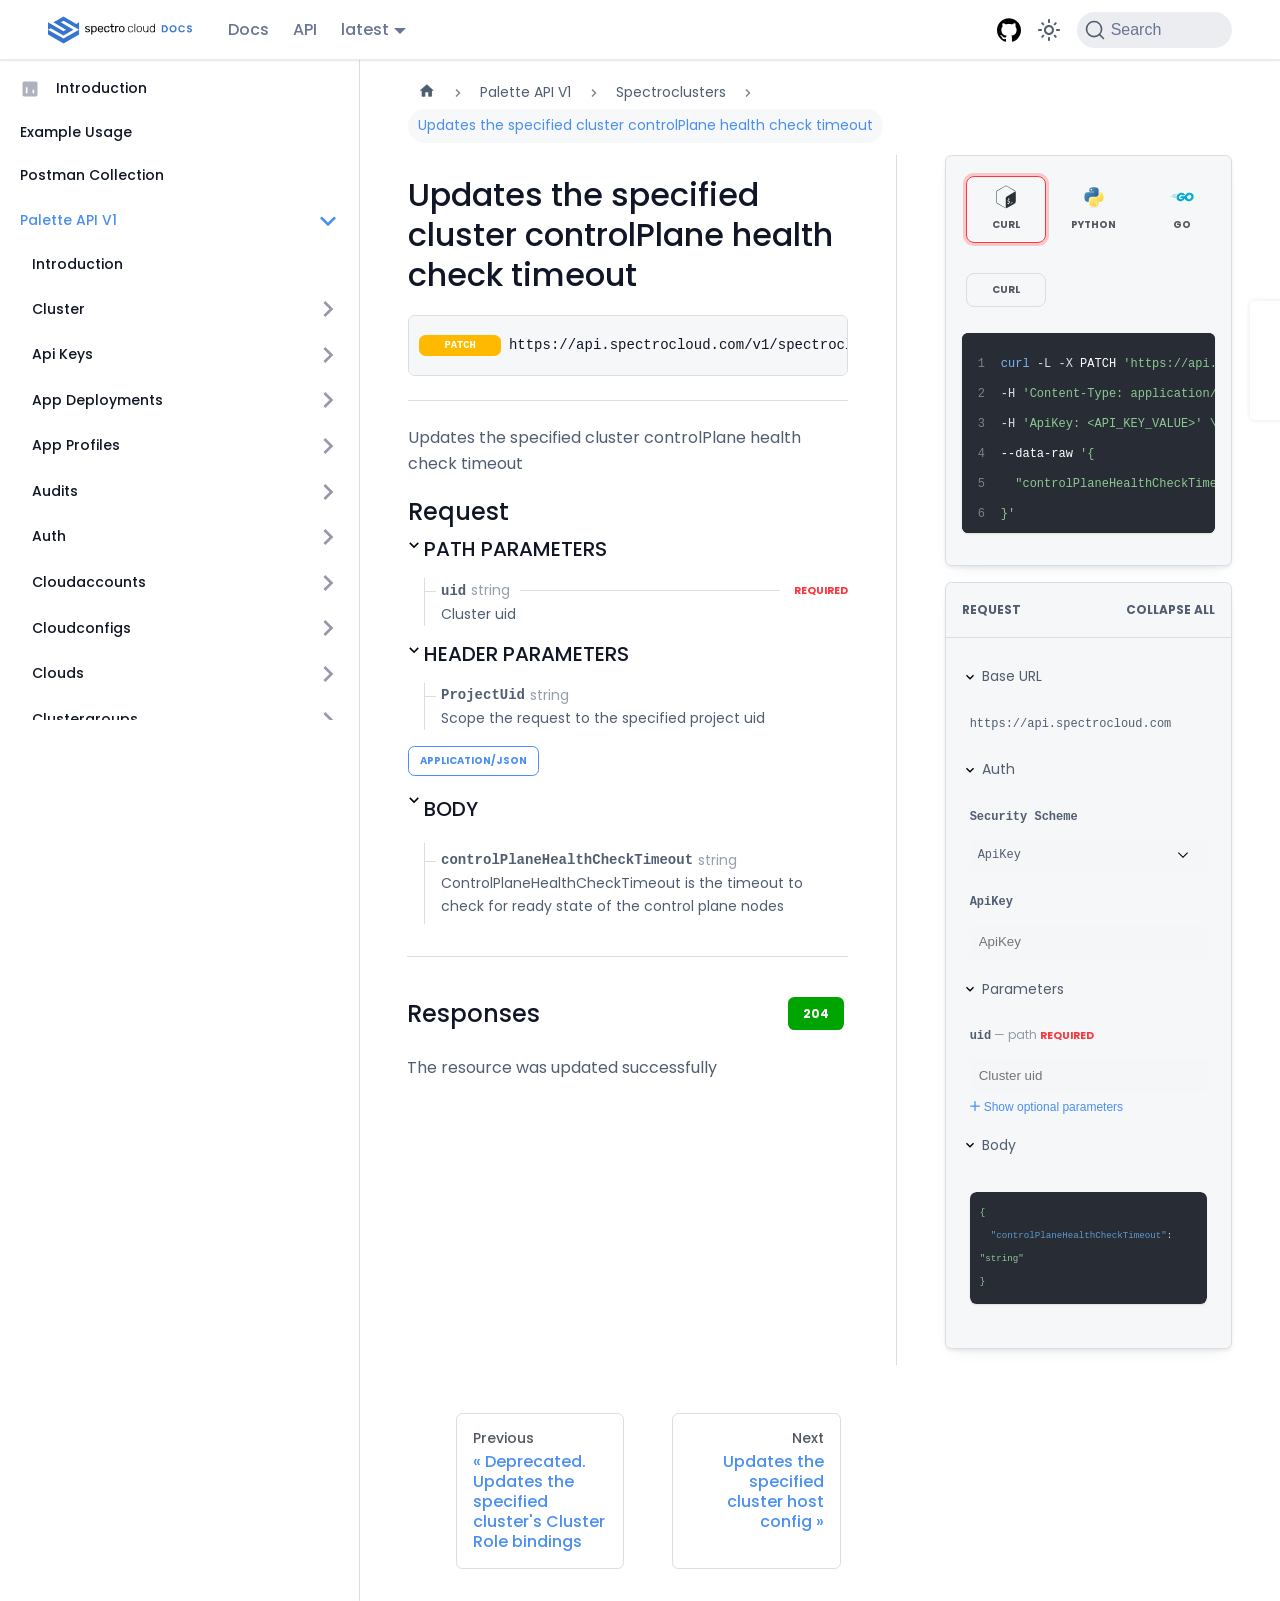 spectro cloud DOCS Docs API latest Search
Introduction
Example Usage
Postman Collection
Palette API V1
Introduction
Cluster
Api Keys
App Deployments
App Profiles
Audits
Auth
Cloudaccounts
Cloudconfigs
Clouds
Clustergroups
Palette API V1
Spectroclusters
Updates the specified cluster controlPlane health check timeout
Updates the specified
cluster controlPlane health
check timeout
PATCH https://api.spectrocloud.com/v1/spectrocl
Updates the specified cluster controlPlane health
check timeout
Request
PATH PARAMETERS
uid string REQUIRED
Cluster uid
HEADER PARAMETERS
ProjectUid string
Scope the request to the specified project uid
APPLICATION/JSON
BODY
controlPlaneHealthCheckTimeout string
ControlPlaneHealthCheckTimeout is the timeout to
check for ready state of the control plane nodes
Responses 204
The resource was updated successfully
CURL PYTHON GO
CURL
1 curl -L -X PATCH 'https://api.
2 -H 'Content-Type: application/
3 -H 'ApiKey: <API_KEY_VALUE>' \
4 --data-raw '{
5 "controlPlaneHealthCheckTime
6 }'
REQUEST COLLAPSE ALL
Base URL
https://api.spectrocloud.com
Auth
Security Scheme
ApiKey
ApiKey
ApiKey
Parameters
uid — path REQUIRED
Cluster uid
Show optional parameters
Body
{
"controlPlaneHealthCheckTimeout":
"string"
}
Previous
« Deprecated.
Updates the
specified
cluster's Cluster
Role bindings
Next
Updates the
specified
cluster host
config »